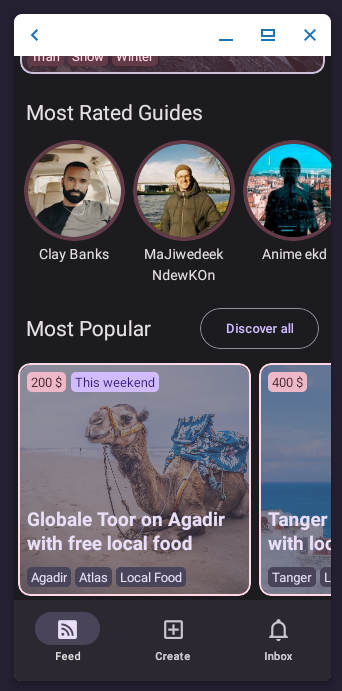 Snow Winter
Most Rated Guides
Clay Banks
MaJiwedeek
NdewKOn
Anime ekd
Most Popular
Discover all
200 $
This weekend
400 $
Globale Toor on Agadir
with free local food
Tanger
with loc
Agadir
Atlas
Local Food
Tanger
L
Feed
Create
Inbox